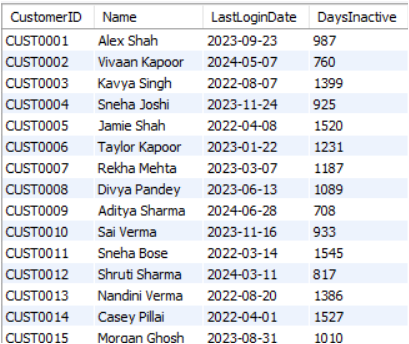 CustomerID Name LastLoginDate DaysInactive
CUST0001 Alex Shah 2023-09-23 987
CUST0002 Vivaan Kapoor 2024-05-07 760
CUST0003 Kavya Singh 2022-08-07 1399
CUST0004 Sneha Joshi 2023-11-24 925
CUST0005 Jamie Shah 2022-04-08 1520
CUST0006 Taylor Kapoor 2023-01-22 1231
CUST0007 Rekha Mehta 2023-03-07 1187
CUST0008 Divya Pandey 2023-06-13 1089
CUST0009 Aditya Sharma 2024-06-28 708
CUST0010 Sai Verma 2023-11-16 933
CUST0011 Sneha Bose 2022-03-14 1545
CUST0012 Shruti Sharma 2024-03-11 817
CUST0013 Nandini Verma 2022-08-20 1386
CUST0014 Casey Pillai 2022-04-01 1527
CUST0015 Morgan Ghosh 2023-08-31 1010